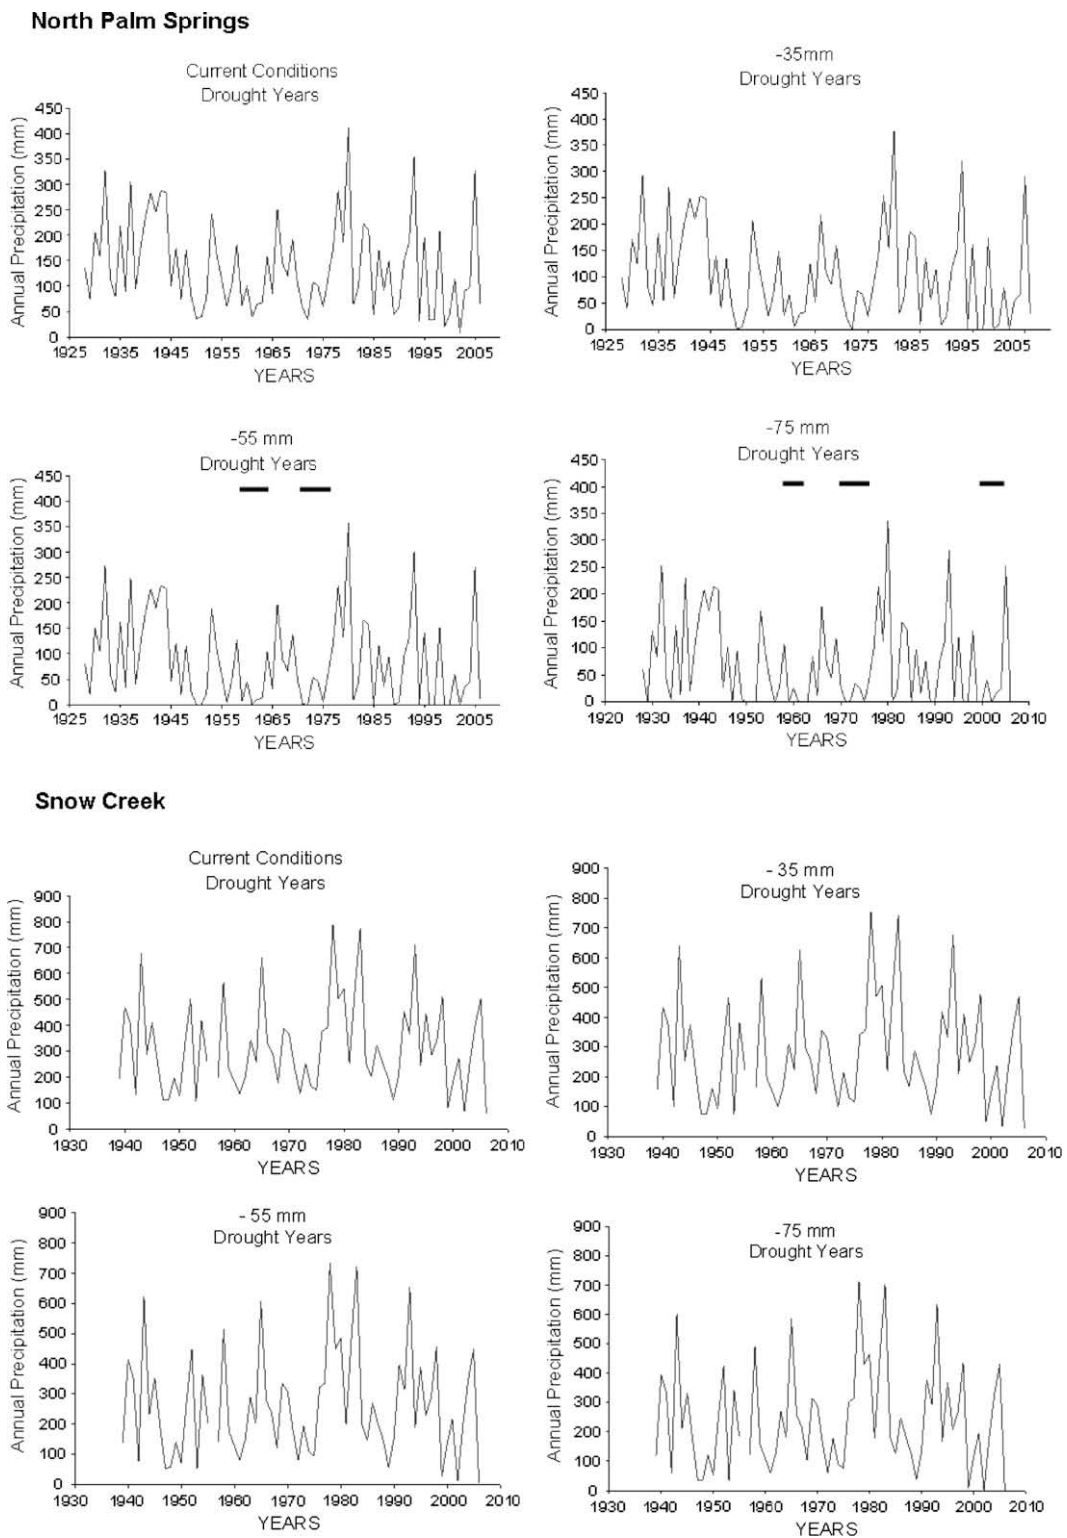 North Palm Springs
Current Conditions
Drought Years
Annual Precipitation (mm)
450
400
350
300
250
200
150
100
50
0
1925 1935 1945 1955 1965 1975 1985 1995 2005
YEARS
-35mm
Drought Years
Annual Precipitation (mm)
450
400
350
300
250
200
150
100
50
0
1925 1935 1945 1955 1965 1975 1985 1995 2005
YEARS
-55 mm
Drought Years
Annual Precipitation (mm)
450
400
350
300
250
200
150
100
50
0
1925 1935 1945 1955 1965 1975 1985 1995 2005
YEARS
-75 mm
Drought Years
Annual Precipitation (mm)
450
400
350
300
250
200
150
100
50
0
1920 1930 1940 1950 1960 1970 1980 1990 2000 2010
YEARS
Snow Creek
Current Conditions
Drought Years
Annual Precipitation (mm)
900
800
700
600
500
400
300
200
100
0
1930 1940 1950 1960 1970 1980 1990 2000 2010
YEARS
- 35 mm
Drought Years
Annual Precipitation (mm)
900
800
700
600
500
400
300
200
100
0
1930 1940 1950 1960 1970 1980 1990 2000 2010
YEARS
- 55 mm
Drought Years
Annual Precipitation (mm)
900
800
700
600
500
400
300
200
100
0
1930 1940 1950 1960 1970 1980 1990 2000 2010
YEARS
-75 mm
Drought Years
Annual Precipitation (mm)
900
800
700
600
500
400
300
200
100
0
1930 1940 1950 1960 1970 1980 1990 2000 2010
YEARS